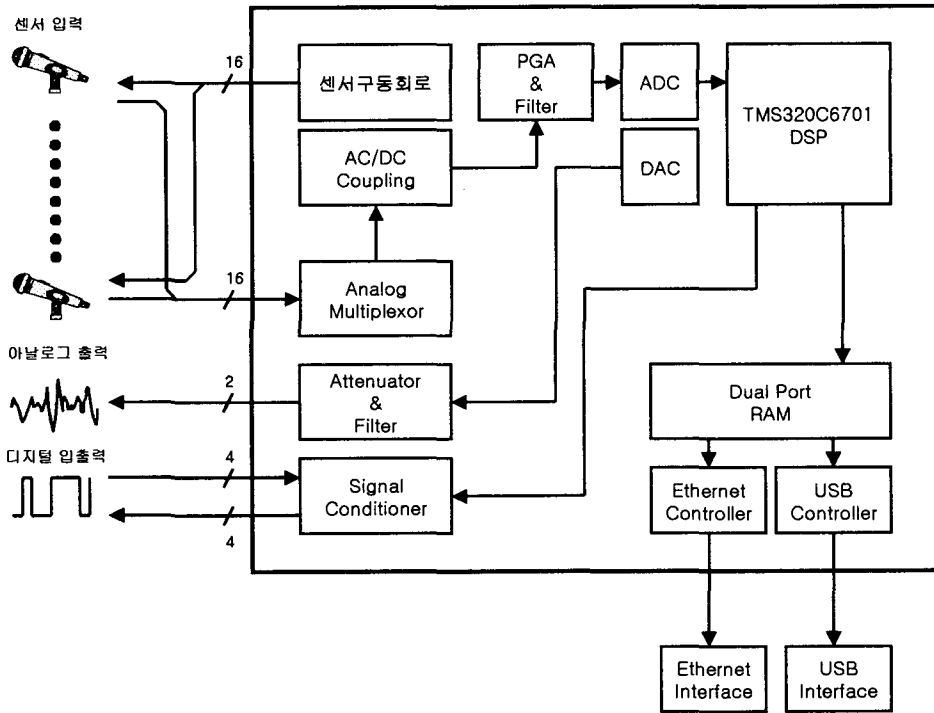 센서 입력
16
센서구동회로
PGA
&
Filter
ADC
TMS320C6701
DSP
AC/DC
Coupling
DAC
16
Analog
Multiplexor
아날로그 출력
2
Attenuator
&
Filter
Dual Port
RAM
디지털 입출력
4
Signal
Conditioner
4
Ethernet
Controller
USB
Controller
Ethernet
Interface
USB
Interface